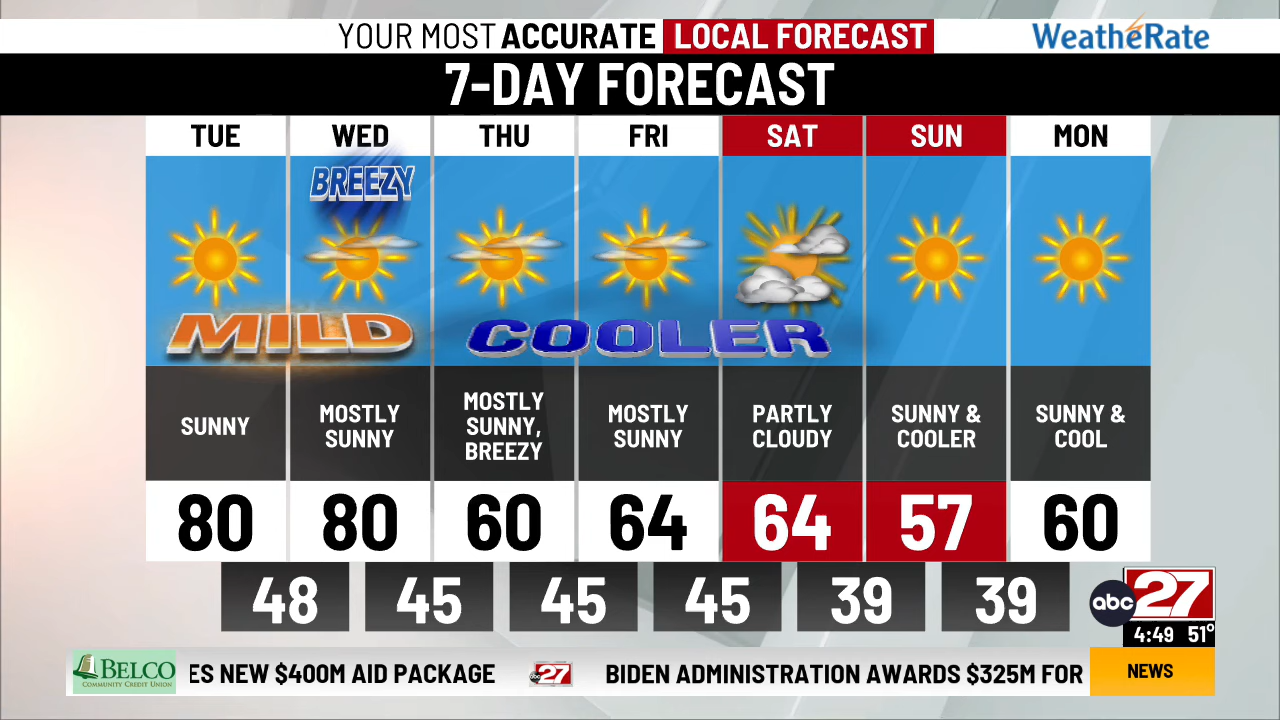 YOUR MOST ACCURATE LOCAL FORECAST
WeatheRate
7-DAY FORECAST
TUE WED THU FRI SAT SUN MON
BREEZY
MILD COOLER
SUNNY
MOSTLY
SUNNY
MOSTLY
SUNNY,
BREEZY
MOSTLY
SUNNY
PARTLY
CLOUDY
SUNNY &
COOLER
SUNNY &
COOL
80 80 60 64 64 57 60
48 45 45 45 39 39
abc 27
4:49 51°
BELCO
COMMUNITY CREDIT UNION
ES NEW $400M AID PACKAGE abc 27 BIDEN ADMINISTRATION AWARDS $325M FOR
NEWS